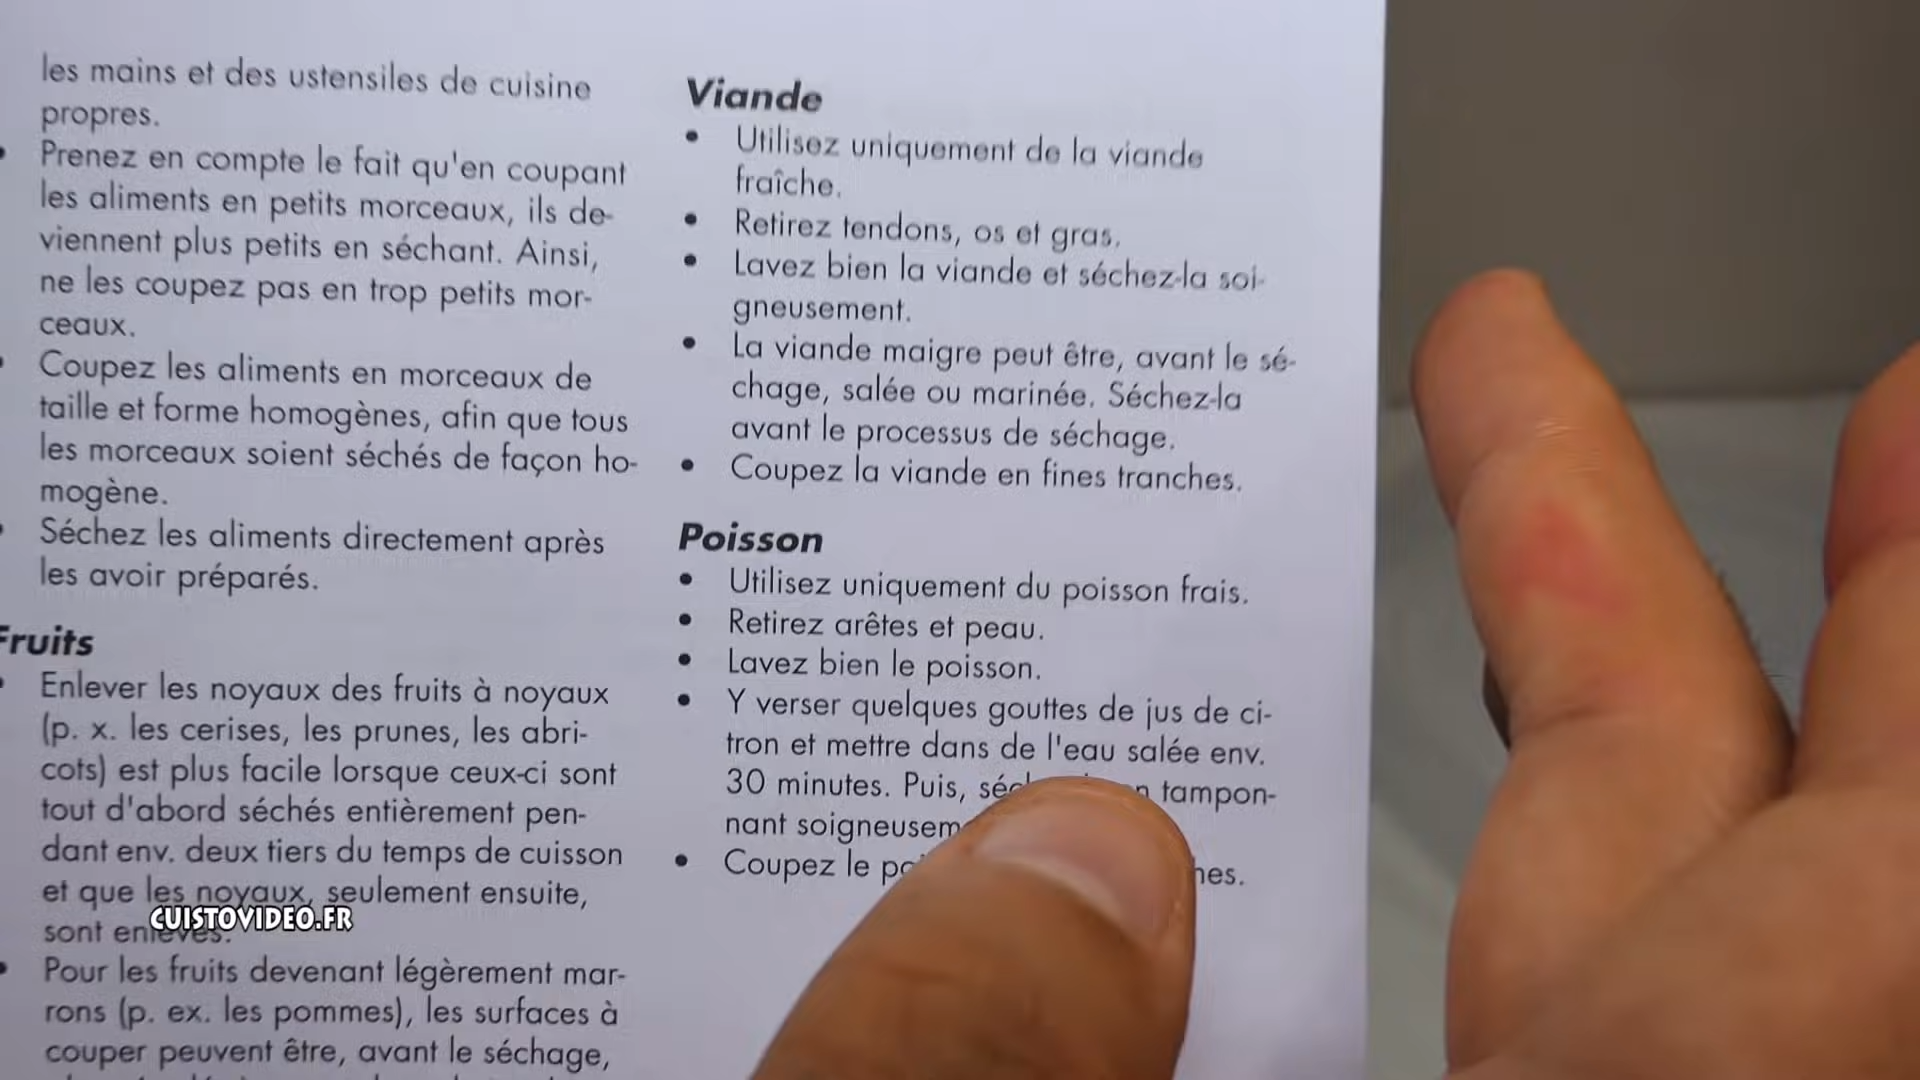 les mains et des ustensiles de cuisine
propres.
Prenez en compte le fait qu'en coupant
les aliments en petits morceaux, ils de-
viennent plus petits en séchant. Ainsi,
ne les coupez pas en trop petits mor-
ceaux.
Coupez les aliments en morceaux de
taille et forme homogènes, afin que tous
les morceaux soient séchés de façon ho-
mogène.
Séchez les aliments directement après
les avoir préparés.
Fruits
Enlever les noyaux des fruits à noyaux
(p. x. les cerises, les prunes, les abri-
cots) est plus facile lorsque ceux-ci sont
tout d'abord séchés entièrement pen-
dant env. deux tiers du temps de cuisson
et que les noyaux, seulement ensuite,
sont enlevés.
Pour les fruits devenant légèrement mar-
rons (p. ex. les pommes), les surfaces à
couper peuvent être, avant le séchage,
Viande
• Utilisez uniquement de la viande
fraîche.
• Retirez tendons, os et gras.
• Lavez bien la viande et séchez-la soi-
gneusement.
• La viande maigre peut être, avant le sé-
chage, salée ou marinée. Séchez-la
avant le processus de séchage.
• Coupez la viande en fines tranches.
Poisson
• Utilisez uniquement du poisson frais.
• Retirez arêtes et peau.
• Lavez bien le poisson.
• Y verser quelques gouttes de jus de ci-
tron et mettre dans de l'eau salée env.
30 minutes. Puis, tampon-
nant
• Coupez le
CUISTOVIDEO.FR